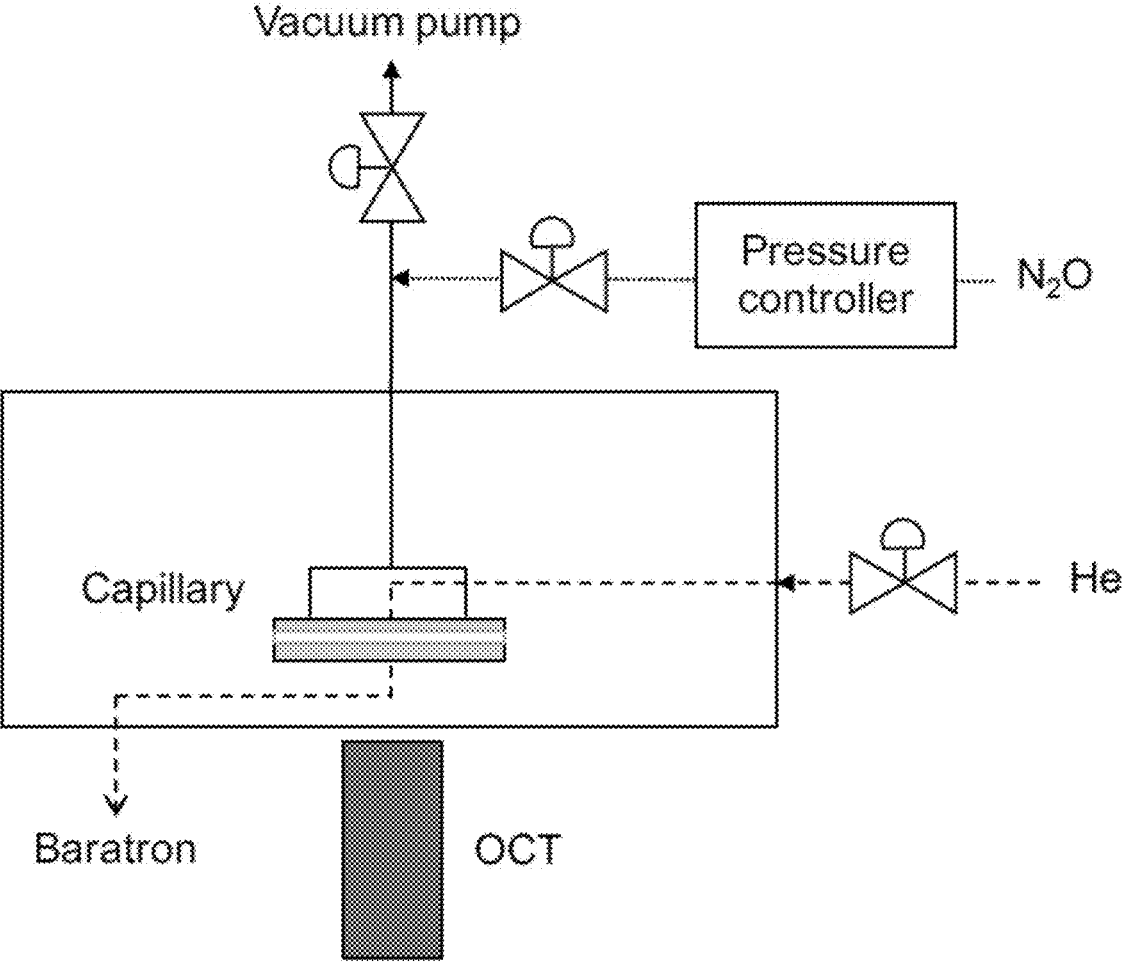 Vacuum pump
Pressure
controller
N₂O
Capillary
He
Baratron
OCT